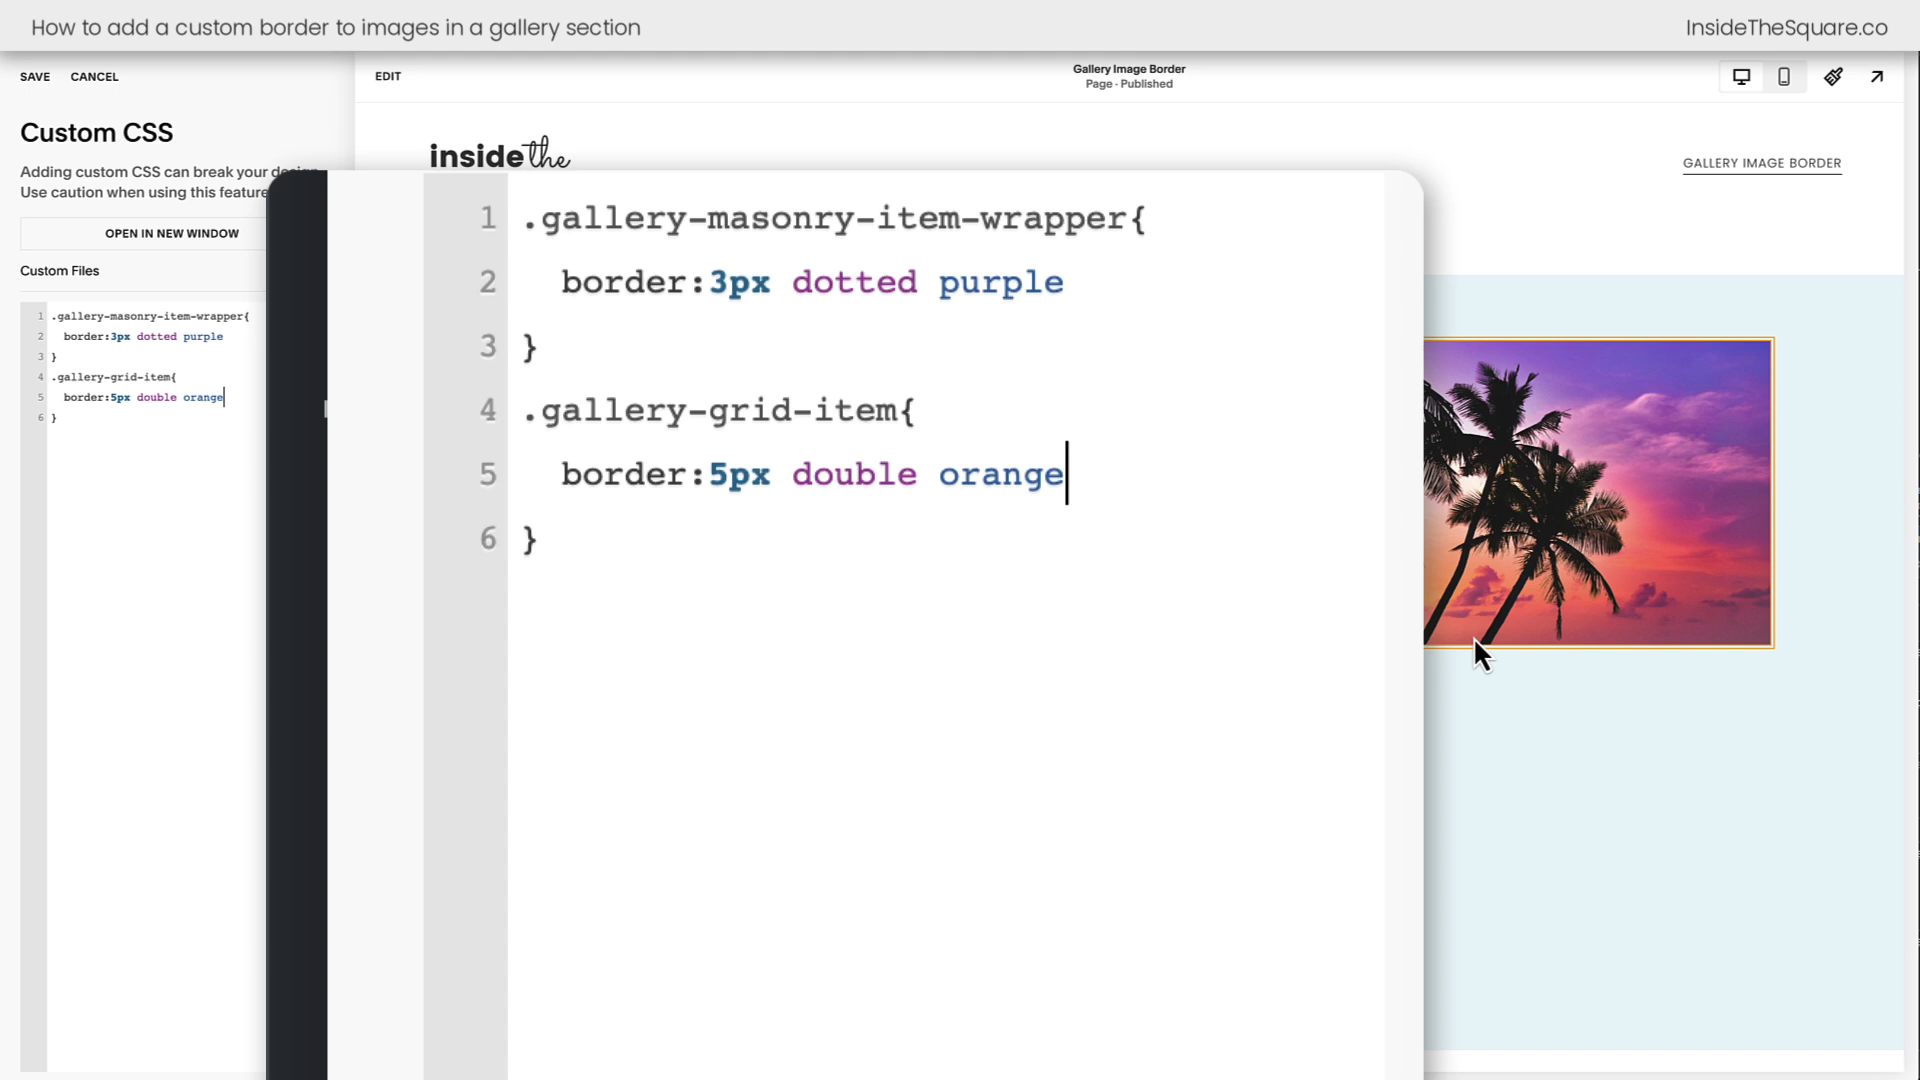 How to add a custom border to images in a gallery section
InsideTheSquare.co
SAVE CANCEL
EDIT
Gallery Image Border
Page · Published
Custom CSS
Adding custom CSS can break your design.
Use caution when using this feature
OPEN IN NEW WINDOW
Custom Files
1 .gallery-masonry-item-wrapper{
2 border:3px dotted purple
3 }
4 .gallery-grid-item{
5 border:5px double orange
6 }
inside the
GALLERY IMAGE BORDER
1 .gallery-masonry-item-wrapper{
2 border:3px dotted purple
3 }
4 .gallery-grid-item{
5 border:5px double orange
6 }